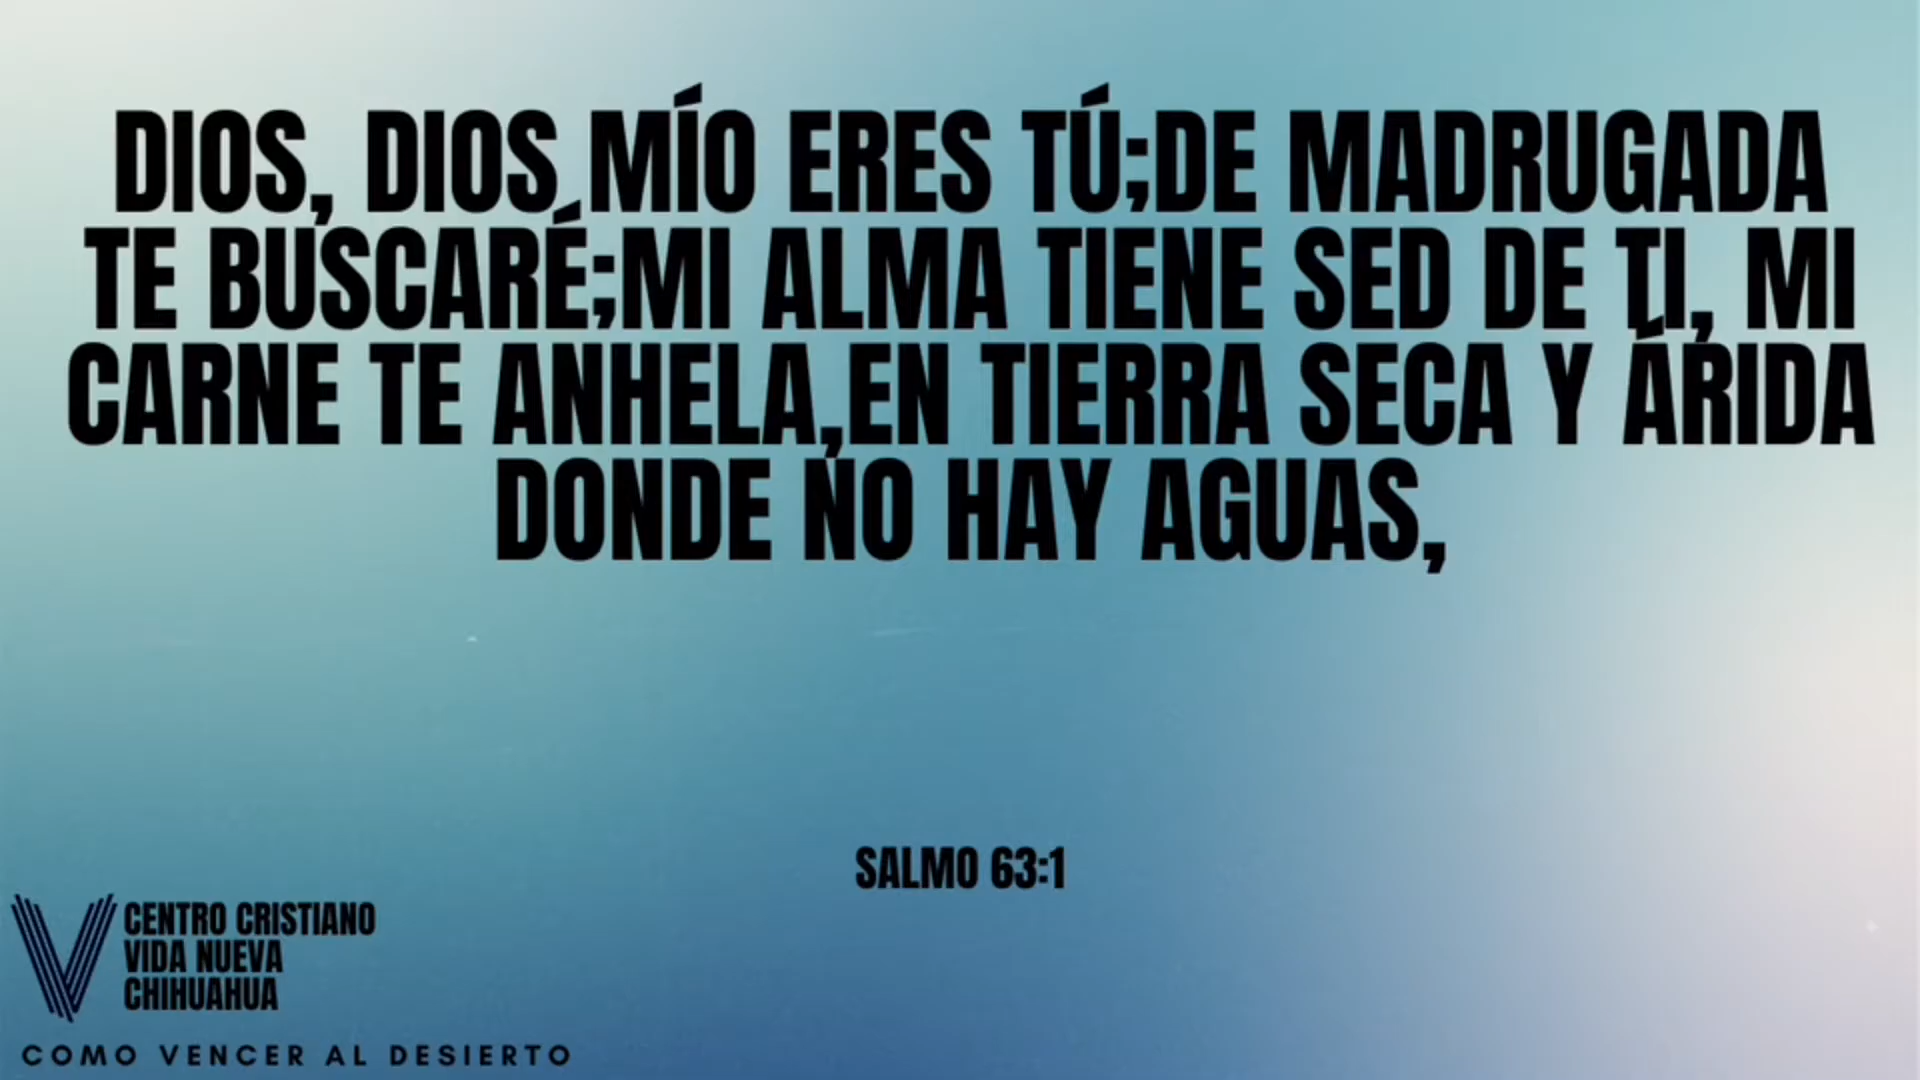 DIOS, DIOS MÍO ERES TÚ;DE MADRUGADA
TE BUSCARÉ;MI ALMA TIENE SED DE TI, MI
CARNE TE ANHELA,EN TIERRA SECA Y ÁRIDA
DONDE NO HAY AGUAS,
SALMO 63:1
CENTRO CRISTIANO
VIDA NUEVA
CHIHUAHUA
COMO VENCER AL DESIERTO